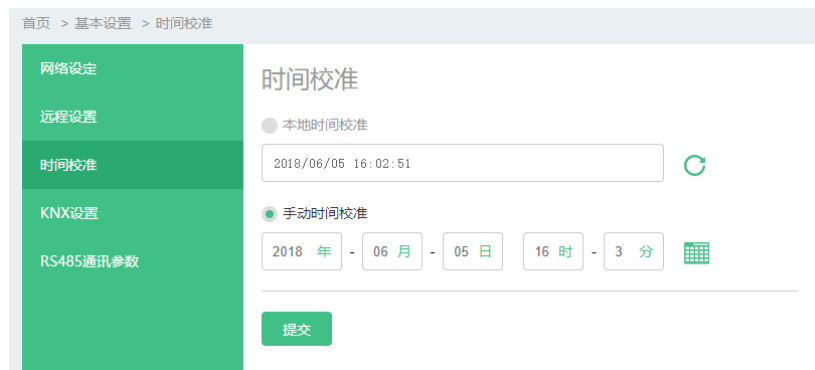 首页 > 基本设置 > 时间校准
网络设定
远程设置
时间校准
KNX设置
RS485通讯参数
时间校准
本地时间校准
2018/06/05 16:02:51
手动时间校准
2018 年 - 06 月 - 05 日 16 时 - 3 分
提交